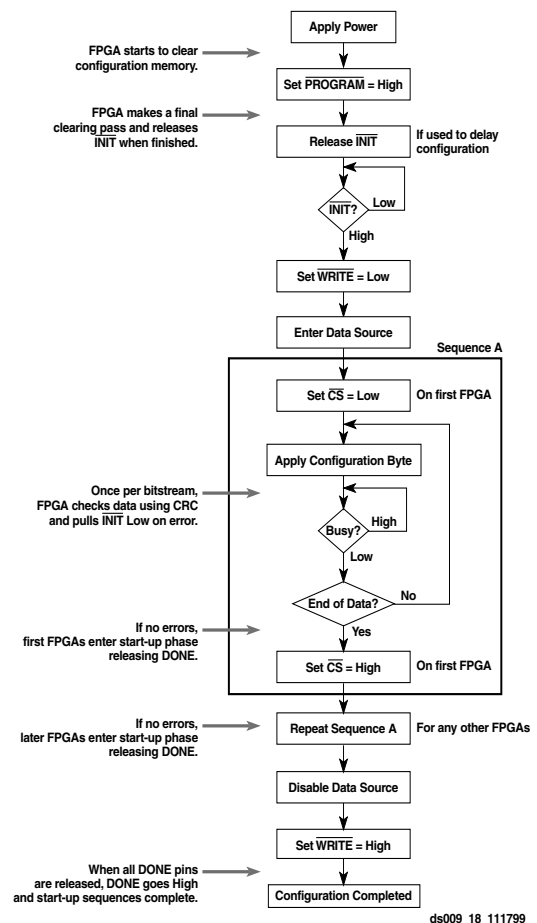 Apply Power
FPGA starts to clear
configuration memory.
Set PROGRAM = High
FPGA makes a final
clearing pass and releases
INIT when finished.
Release INIT
If used to delay
configuration
INIT?
Low
High
Set WRITE = Low
Enter Data Source
Sequence A
Set CS = Low
On first FPGA
Apply Configuration Byte
Once per bitstream,
FPGA checks data using CRC
and pulls INIT Low on error.
Busy?
High
Low
End of Data?
No
Yes
If no errors,
first FPGAs enter start-up phase
releasing DONE.
Set CS = High
On first FPGA
If no errors,
later FPGAs enter start-up phase
releasing DONE.
Repeat Sequence A
For any other FPGAs
Disable Data Source
Set WRITE = High
When all DONE pins
are released, DONE goes High
and start-up sequences complete.
Configuration Completed
ds009_18_111799